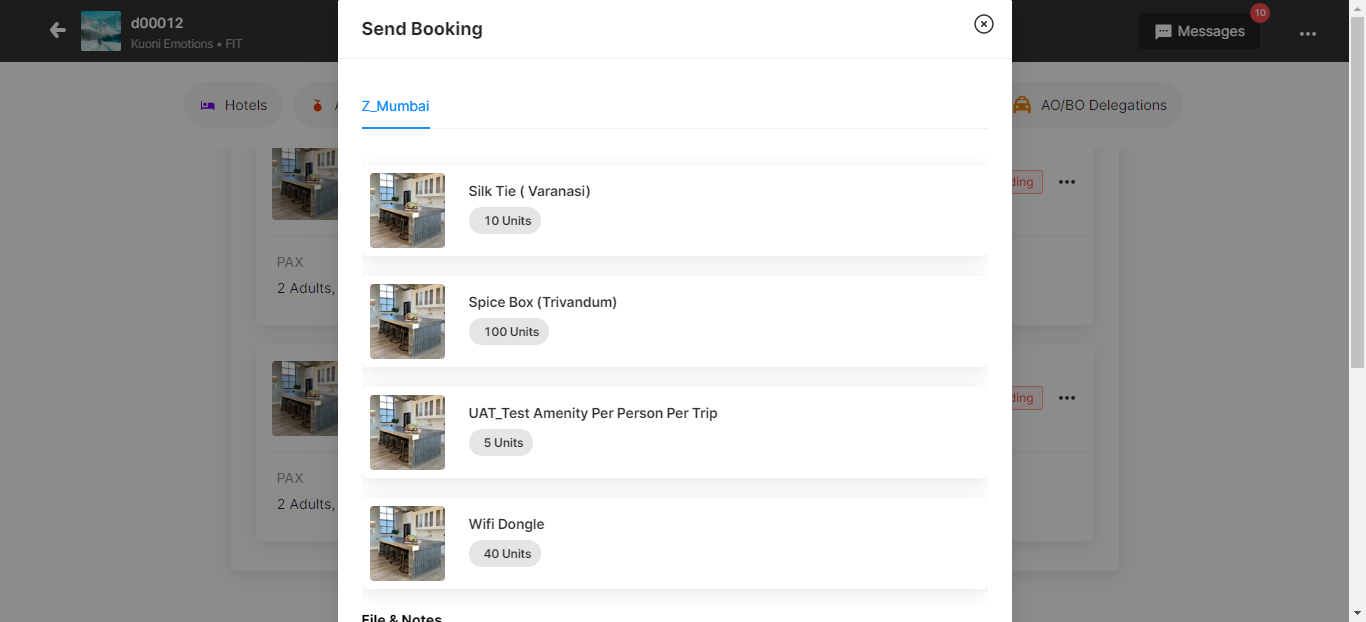 d00012
Kuoni Emotions • FIT
Send Booking
10
Messages
Hotels
Z_Mumbai
AO/BO Delegations
Silk Tie ( Varanasi)
10 Units
PAX
2 Adults,
Spice Box (Trivandum)
100 Units
UAT_Test Amenity Per Person Per Trip
5 Units
PAX
2 Adults,
Wifi Dongle
40 Units
File & Notes